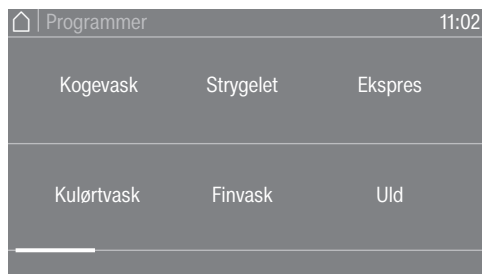 Programmer 11:02
Kogevask Strygelet Ekspres
Kulørtvask Finvask Uld